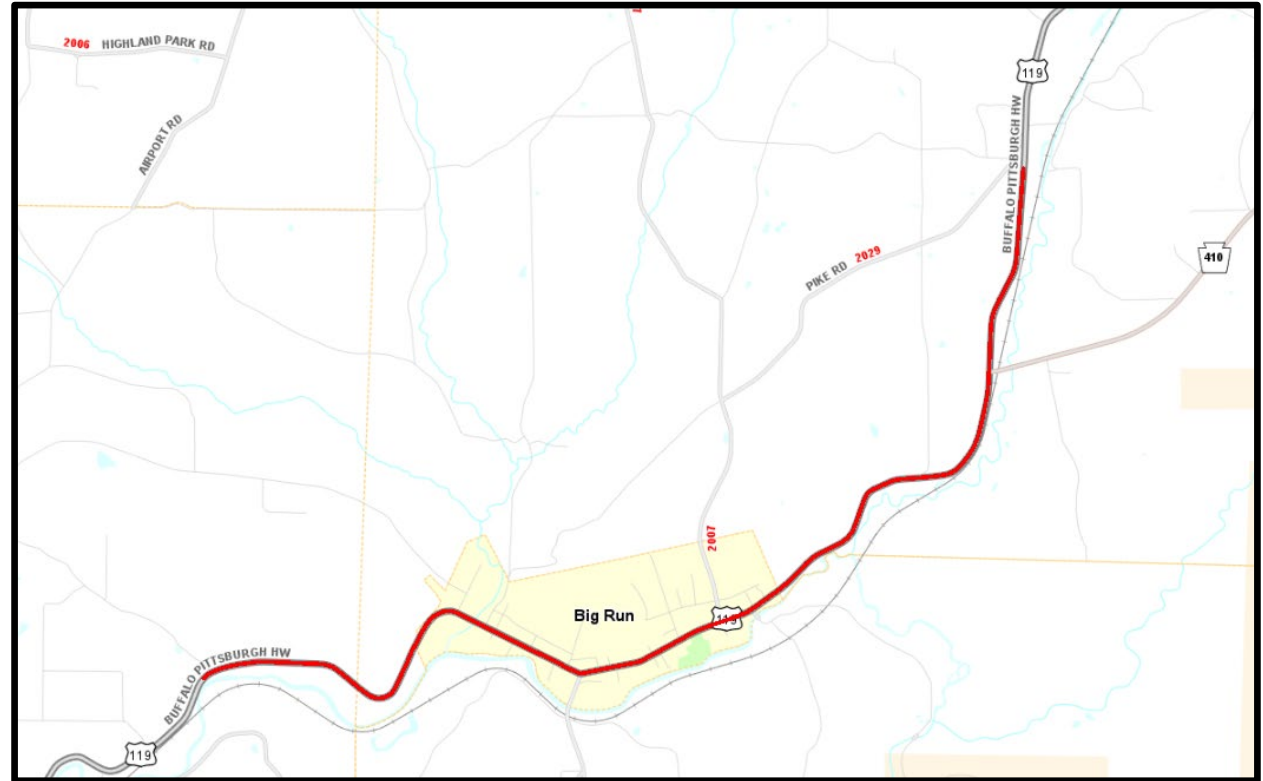 2006 HIGHLAND PARK RD
119
AIRPORT RD
BUFFALO PITTSBURGH HW
410
PIKE RD 2029
2007
Big Run
119
BUFFALO PITTSBURGH HW
119